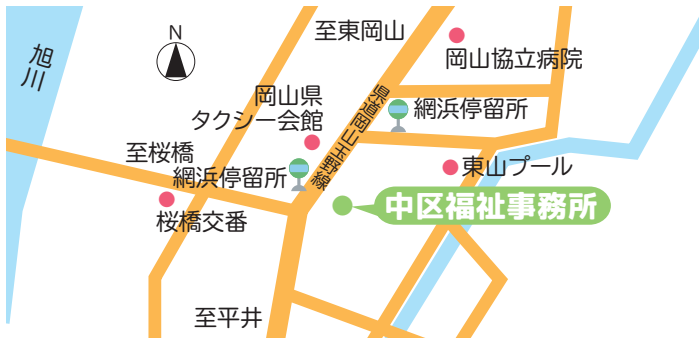 至東岡山
N
旭川
岡山協立病院
岡山県
タクシー会館
県道岡山玉野線
網浜停留所
至桜橋
網浜停留所
東山プール
桜橋交番
中区福祉事務所
至平井